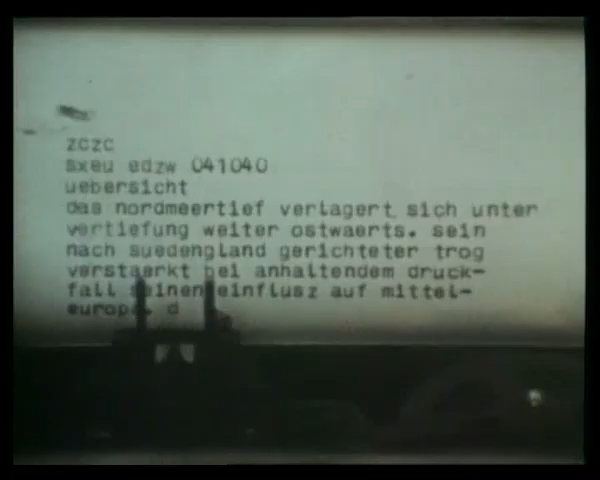 zczc
sxeu edzw 041040
uebersicht
das nordmeertief verlagert sich unter
vertiefung weiter ostwaerts. sein
nach suedengland gerichteter trog
verstaerkt bei anhaltendem druck-
fall seinen einflusz auf mittel-
europa. d